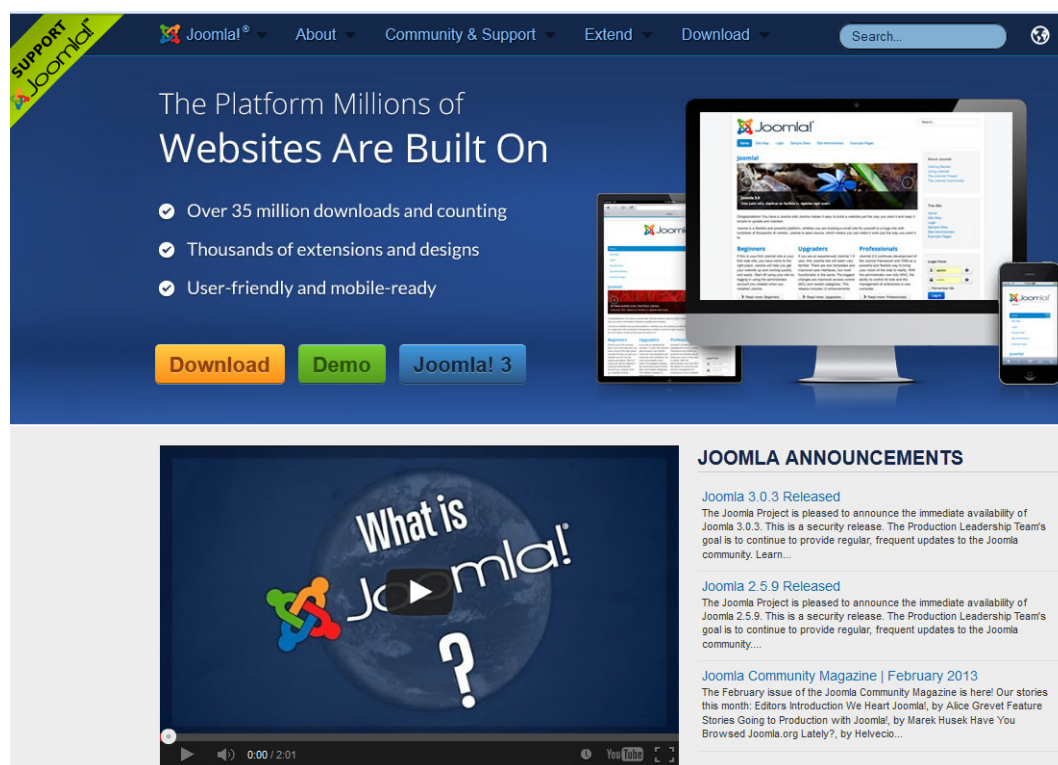 SUPPORT
Joomla!
Joomla!® About Community & Support Extend Download Search...
The Platform Millions of
Websites Are Built On
Over 35 million downloads and counting
Thousands of extensions and designs
User-friendly and mobile-ready
Download Demo Joomla! 3
Joomla!
Joomla!
Beginners Upgraders Professionals
What is
Joomla!
?
0:00 / 2:01
YouTube
JOOMLA ANNOUNCEMENTS
Joomla 3.0.3 Released
The Joomla Project is pleased to announce the immediate availability of
Joomla 3.0.3. This is a security release. The Production Leadership Team's
goal is to continue to provide regular, frequent updates to the Joomla
community. Learn...
Joomla 2.5.9 Released
The Joomla Project is pleased to announce the immediate availability of
Joomla 2.5.9. This is a security release. The Production Leadership Team's
goal is to continue to provide regular, frequent updates to the Joomla
community....
Joomla Community Magazine | February 2013
The February issue of the Joomla Community Magazine is here! Our stories
this month: Editors Introduction We Heart Joomla!, by Alice Grevet Feature
Stories Going to Production with Joomla!, by Marek Husek Have You
Browsed Joomla.org Lately?, by Helvecio...